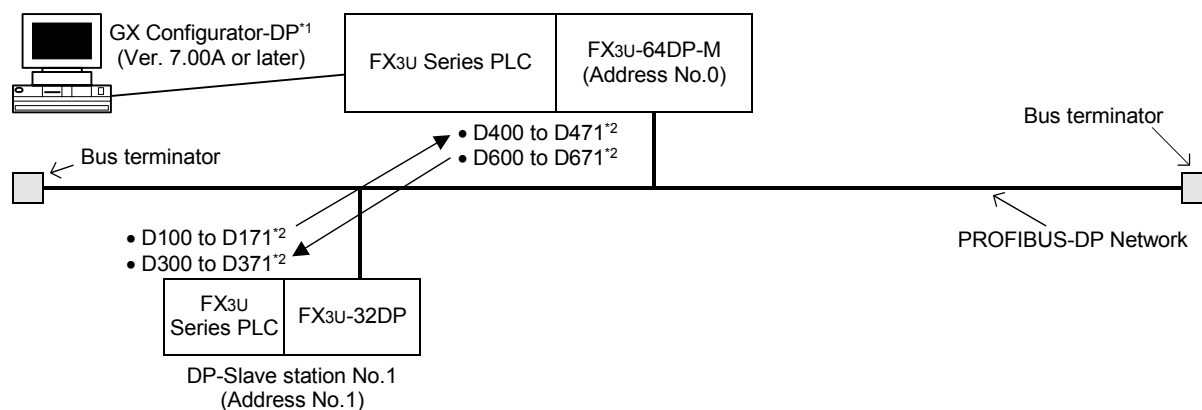 GX Configurator-DP*1
(Ver. 7.00A or later)
FX3U Series PLC
FX3U-64DP-M
(Address No.0)
• D400 to D471*2
• D600 to D671*2
Bus terminator
Bus terminator
• D100 to D171*2
• D300 to D371*2
PROFIBUS-DP Network
FX3U
Series PLC
FX3U-32DP
DP-Slave station No.1
(Address No.1)